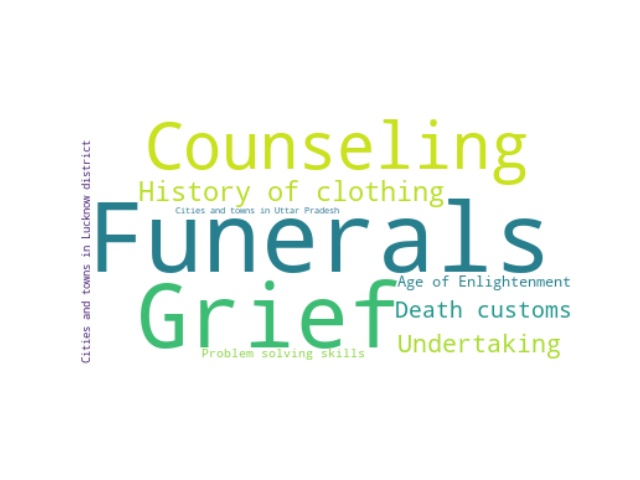 Counseling
History of clothing
Cities and towns in Uttar Pradesh
Funerals
Age of Enlightenment
Grief
Death customs
Undertaking
Problem solving skills
Cities and towns in Lucknow district